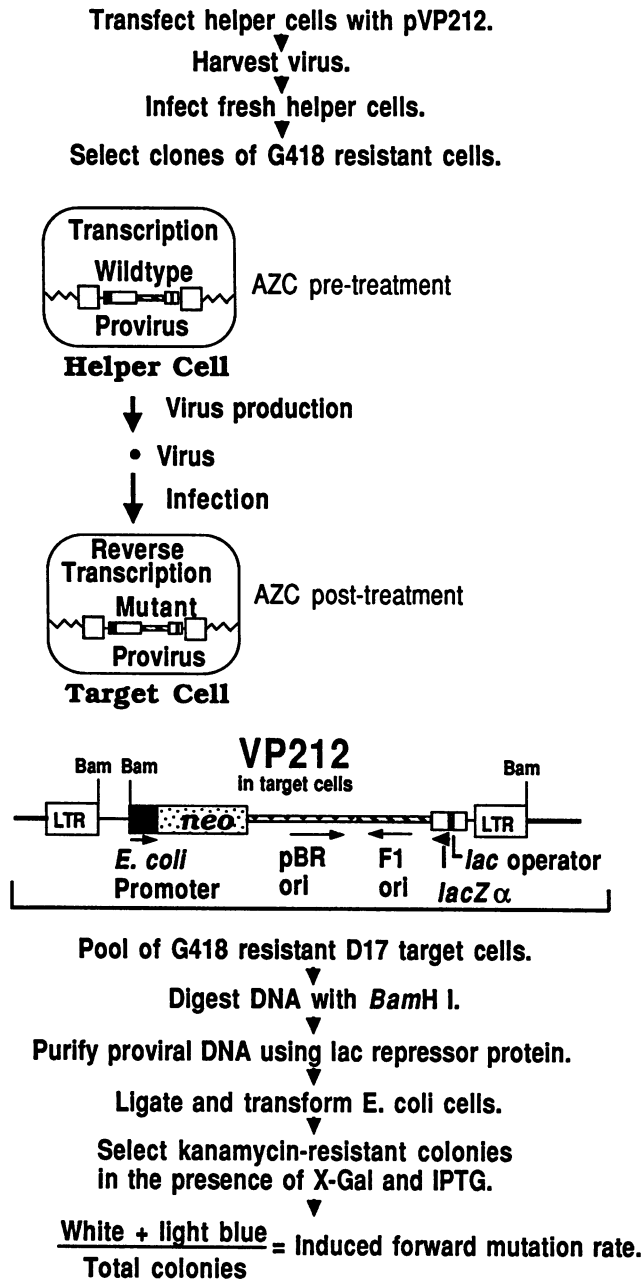 Transfect helper cells with pVP212.
Harvest virus.
Infect fresh helper cells.
Select clones of G418 resistant cells.
Transcription
Wildtype
AZC pre-treatment
Provirus
Helper Cell
Virus production
Virus
Infection
Reverse
Transcription
Mutant
AZC post-treatment
Provirus
Target Cell
VP212
in target cells
Bam Bam
Bam
LTR
neo
LTR
E. coli
Promoter
pBR
ori
F1
ori
lac operator
lacZ α
Pool of G418 resistant D17 target cells.
Digest DNA with BamH I.
Purify proviral DNA using lac repressor protein.
Ligate and transform E. coli cells.
Select kanamycin-resistant colonies
in the presence of X-Gal and IPTG.
White + light blue
Total colonies
= Induced forward mutation rate.